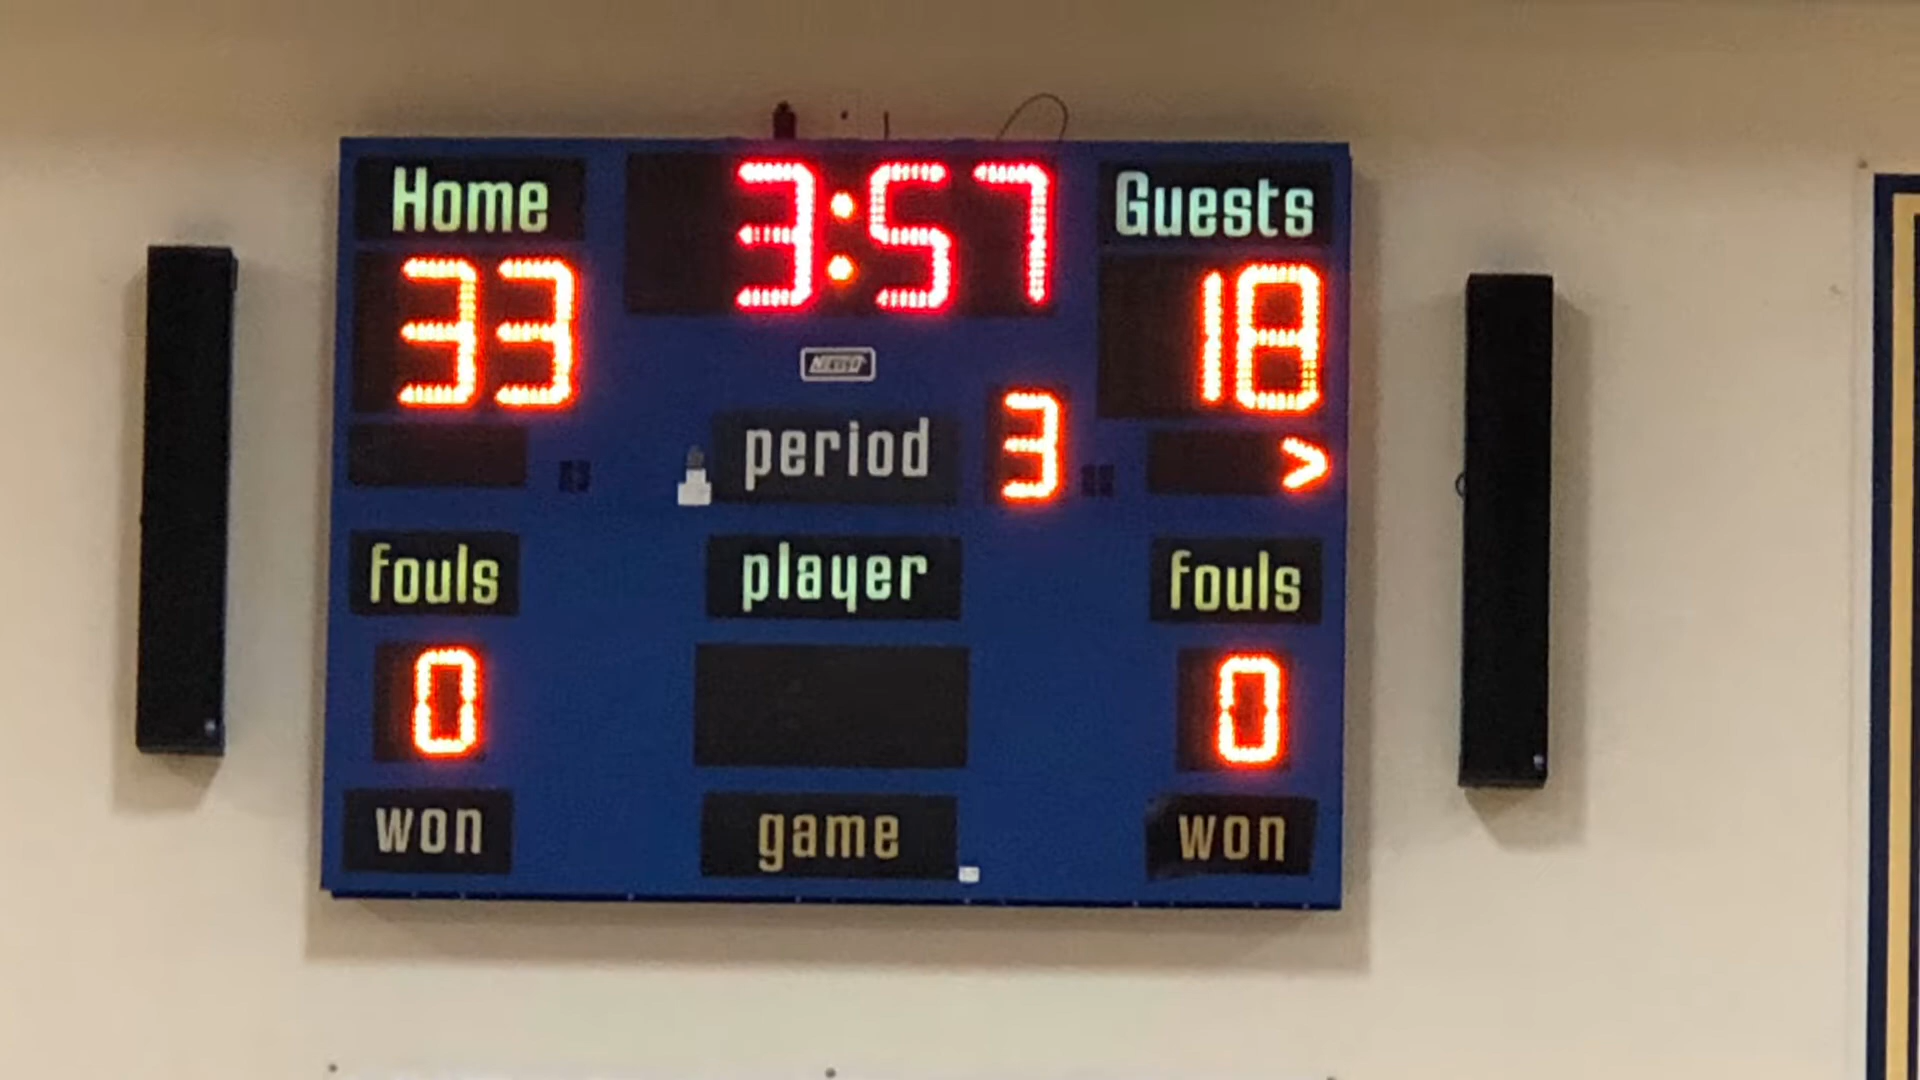 Home 3:57 Guests
33 18
period 3 >
fouls player fouls
0 0
won game won